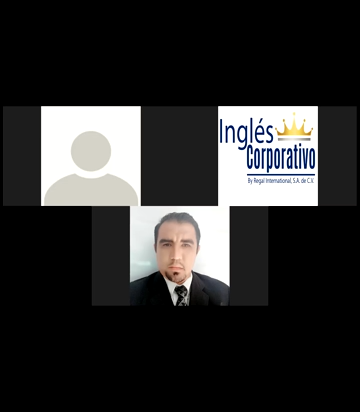 Inglés
Corporativo
By Regal International, S.A. de C.V.